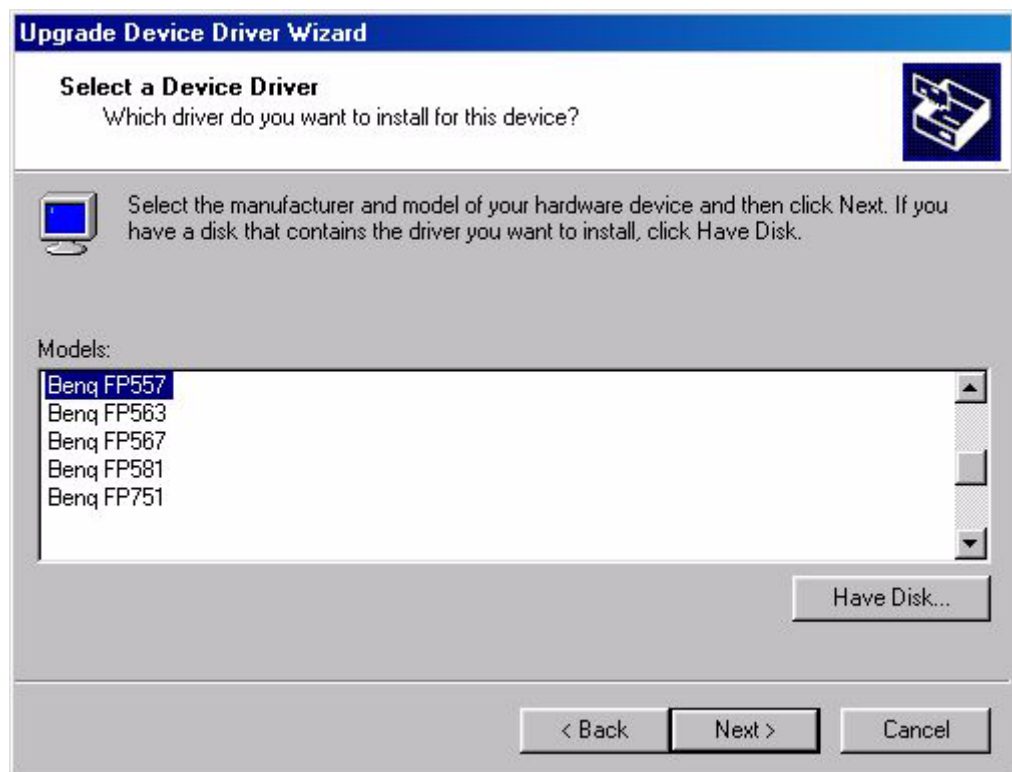 Upgrade Device Driver Wizard
Select a Device Driver
Which driver do you want to install for this device?
Select the manufacturer and model of your hardware device and then click Next. If you
have a disk that contains the driver you want to install, click Have Disk.
Models:
Benq FP557
Benq FP563
Benq FP567
Benq FP581
Benq FP751
Have Disk...
< Back
Next >
Cancel